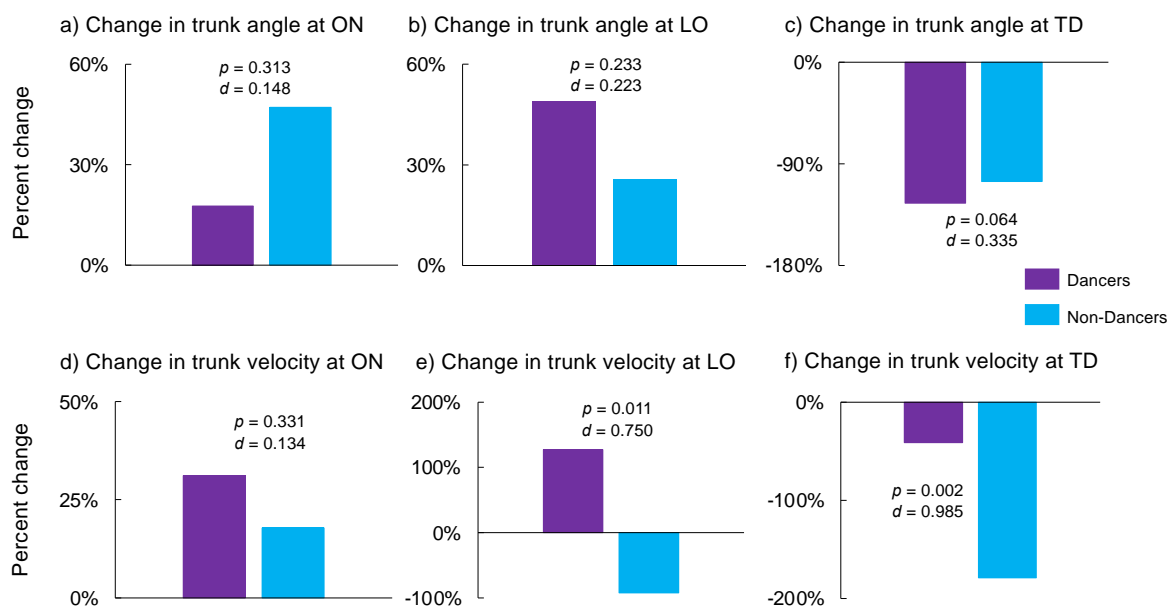 a) Change in trunk angle at ON
b) Change in trunk angle at LO
c) Change in trunk angle at TD
Percent change
60%
30%
0%
p = 0.313
d = 0.148
60%
30%
0%
p = 0.233
d = 0.223
0%
-90%
-180%
p = 0.064
d = 0.335
Dancers
Non-Dancers
d) Change in trunk velocity at ON
e) Change in trunk velocity at LO
f) Change in trunk velocity at TD
Percent change
50%
25%
0%
p = 0.331
d = 0.134
200%
100%
0%
-100%
p = 0.011
d = 0.750
0%
-100%
-200%
p = 0.002
d = 0.985